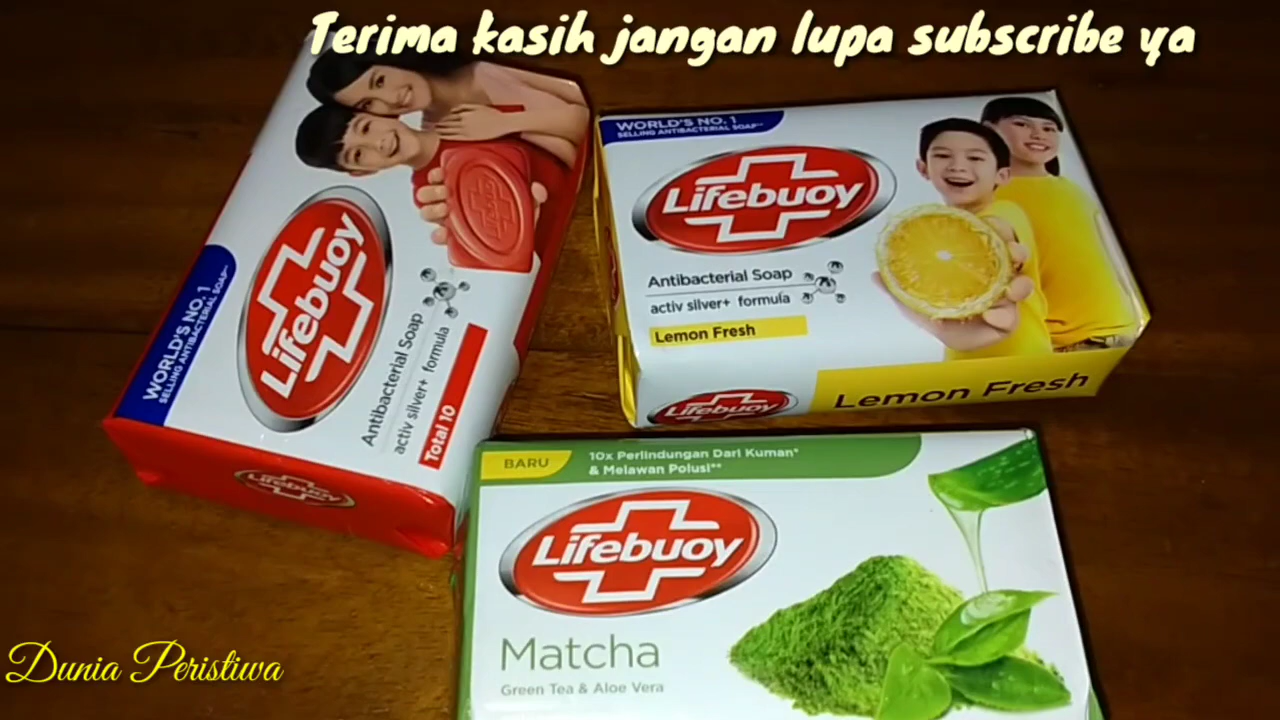 Terima kasih jangan lupa subscribe ya
WORLD'S NO. 1
SELLING ANTIBACTERIAL SOAP**
Lifebuoy
Antibacterial Soap
activ silver+ formula
Total 10
Lifebuoy
Lifebuoy
WORLD'S NO. 1
SELLING ANTIBACTERIAL SOAP**
Lifebuoy
Antibacterial Soap
activ silver+ formula
Lemon Fresh
Lifebuoy
Lemon Fresh
BARU
10x Perlindungan Dari Kuman*
& Melawan Polusi**
Lifebuoy
Matcha
Green Tea & Aloe Vera
Dunia Peristiwa